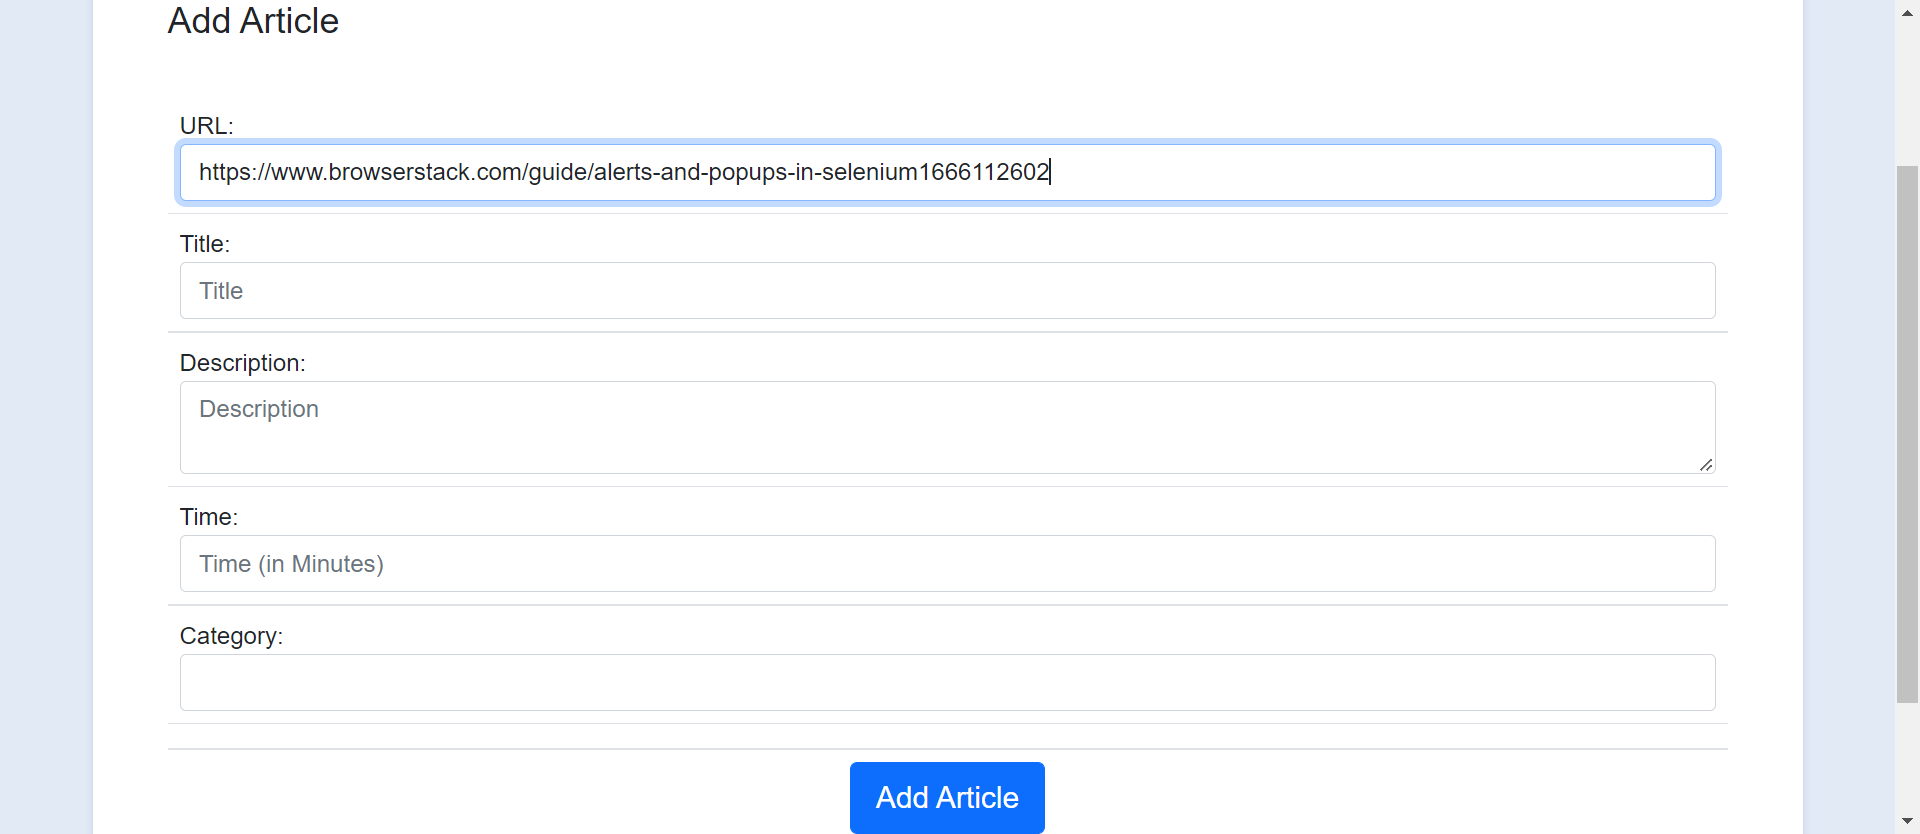 Add Article
URL:
https://www.browserstack.com/guide/alerts-and-popups-in-selenium1666112602
Title:
Title
Description:
Description
Time:
Time (in Minutes)
Category:
Add Article